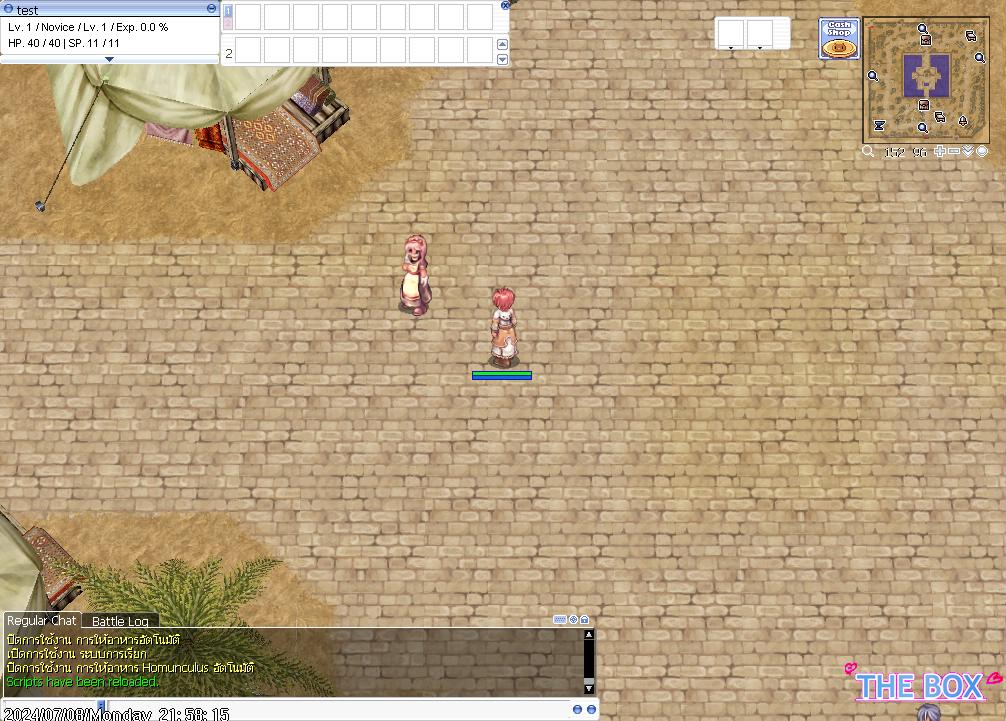 test
Lv. 1 / Novice / Lv. 1 / Exp. 0.0 %
HP. 40 / 40 | SP. 11 / 11
1
2
2
Cash Shop
152 96
Regular Chat
Battle Log
ปิดการใช้งาน การให้อาหารอัตโนมัติ
เปิดการใช้งาน ระบบการเรียก
ปิดการใช้งาน การให้อาหาร Homunculus อัตโนมัติ
Scripts have been reloaded.
2024/07/08/Monday 21:58:15
THE BOX